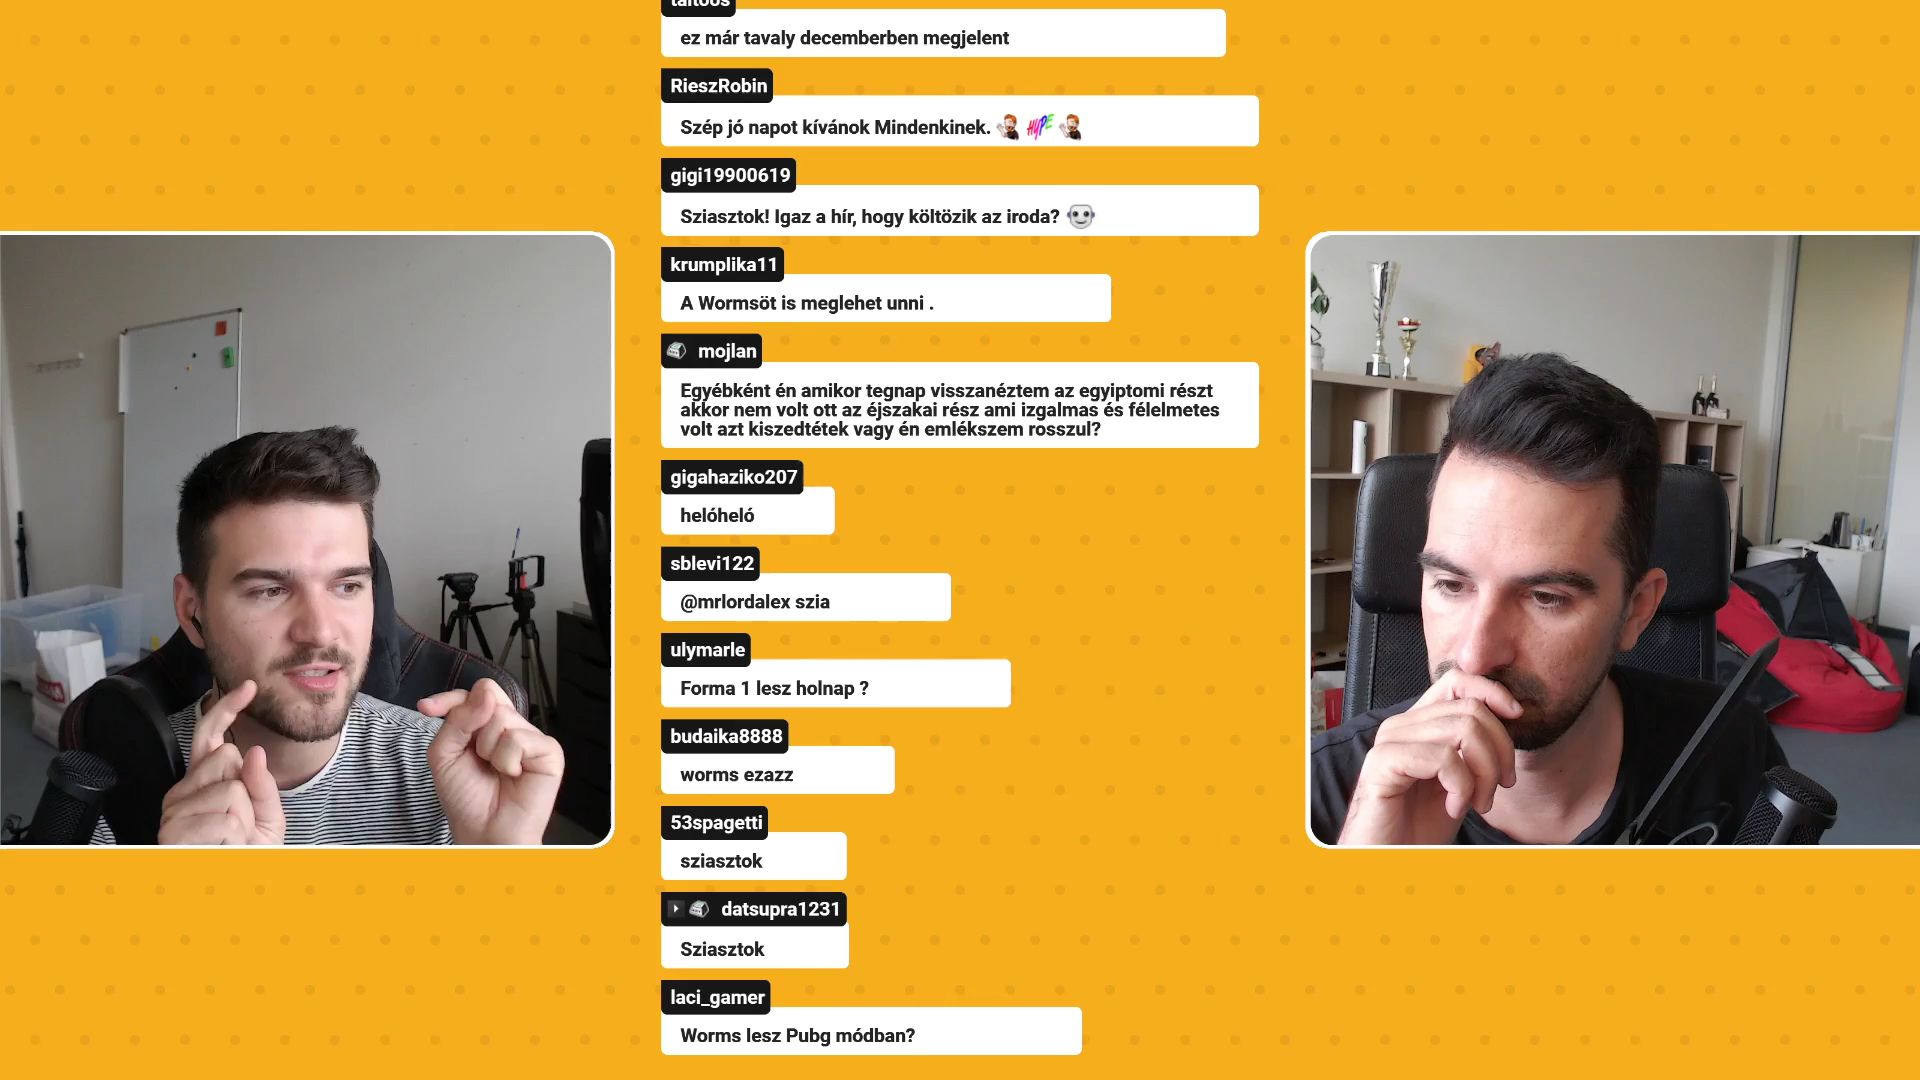 taitoos
ez már tavaly decemberben megjelent
RieszRobin
Szép jó napot kívánok Mindenkinek. HYPE
gigi19900619
Sziasztok! Igaz a hír, hogy költözik az iroda?
krumplika11
A Wormsöt is meglehet unni .
mojlan
Egyébként én amikor tegnap visszanéztem az egyiptomi részt
akkor nem volt ott az éjszakai rész ami izgalmas és félelmetes
volt azt kiszedtétek vagy én emlékszem rosszul?
gigahaziko207
helóheló
sblevi122
@mrlordalex szia
ulymarle
Forma 1 lesz holnap ?
budaika8888
worms ezazz
53spagetti
sziasztok
datsupra1231
Sziasztok
laci_gamer
Worms lesz Pubg módban?